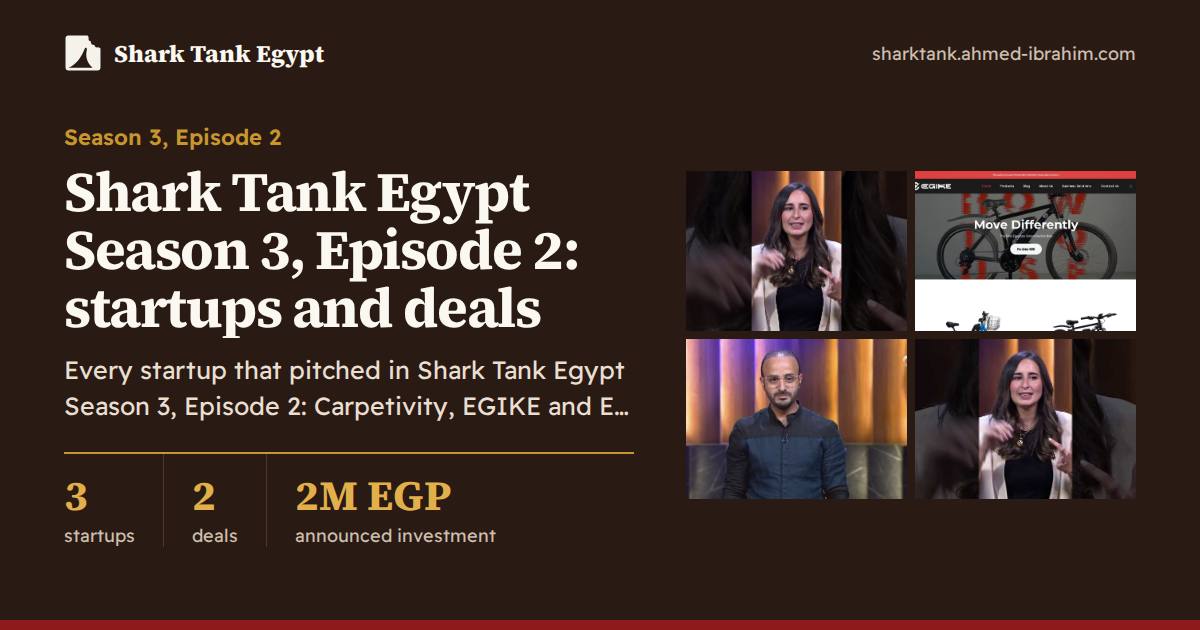 Shark Tank Egypt
sharktank.ahmed-ibrahim.com
Season 3, Episode 2
Shark Tank Egypt
Season 3, Episode 2:
startups and deals
Every startup that pitched in Shark Tank Egypt
Season 3, Episode 2: Carpetivity, EGIKE and E…
3
startups
2
deals
2M EGP
announced investment
EGIKE
Move Differently